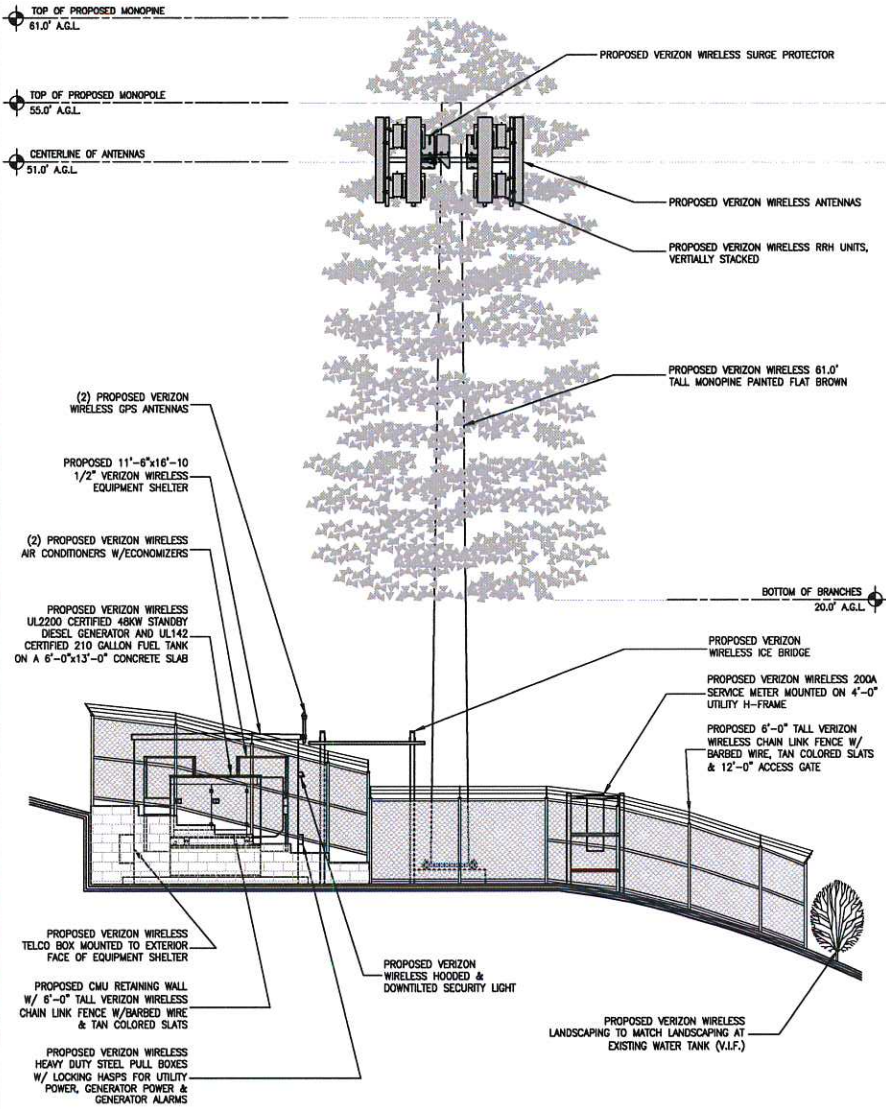 TOP OF PROPOSED MONOPINE
61.0' A.G.L.
TOP OF PROPOSED MONOPOLE
55.0' A.G.L.
CENTERLINE OF ANTENNAS
51.0' A.G.L.
PROPOSED VERIZON WIRELESS SURGE PROTECTOR
PROPOSED VERIZON WIRELESS ANTENNAS
PROPOSED VERIZON WIRELESS RRH UNITS,
VERTIALLY STACKED
PROPOSED VERIZON WIRELESS 61.0'
TALL MONOPINE PAINTED FLAT BROWN
(2) PROPOSED VERIZON
WIRELESS GPS ANTENNAS
PROPOSED 11'-6"x16'-10
1/2" VERIZON WIRELESS
EQUIPMENT SHELTER
(2) PROPOSED VERIZON WIRELESS
AIR CONDITIONERS W/ECONOMIZERS
PROPOSED VERIZON WIRELESS
UL2200 CERTIFIED 48KW STANDBY
DIESEL GENERATOR AND UL142
CERTIFIED 210 GALLON FUEL TANK
ON A 6'-0"x13'-0" CONCRETE SLAB
BOTTOM OF BRANCHES
20.0' A.G.L.
PROPOSED VERIZON
WIRELESS ICE BRIDGE
PROPOSED VERIZON WIRELESS 200A
SERVICE METER MOUNTED ON 4'-0"
UTILITY H-FRAME
PROPOSED 6'-0" TALL VERIZON
WIRELESS CHAIN LINK FENCE W/
BARBED WIRE, TAN COLORED SLATS
& 12'-0" ACCESS GATE
PROPOSED VERIZON WIRELESS
TELCO BOX MOUNTED TO EXTERIOR
FACE OF EQUIPMENT SHELTER
PROPOSED CMU RETAINING WALL
W/ 6'-0" TALL VERIZON WIRELESS
CHAIN LINK FENCE W/BARBED WIRE
& TAN COLORED SLATS
PROPOSED VERIZON WIRELESS
HEAVY DUTY STEEL PULL BOXES
W/ LOCKING HASPS FOR UTILITY
POWER, GENERATOR POWER &
GENERATOR ALARMS
PROPOSED VERIZON
WIRELESS HOODED &
DOWNTILTED SECURITY LIGHT
PROPOSED VERIZON WIRELESS
LANDSCAPING TO MATCH LANDSCAPING AT
EXISTING WATER TANK (V.I.F.)